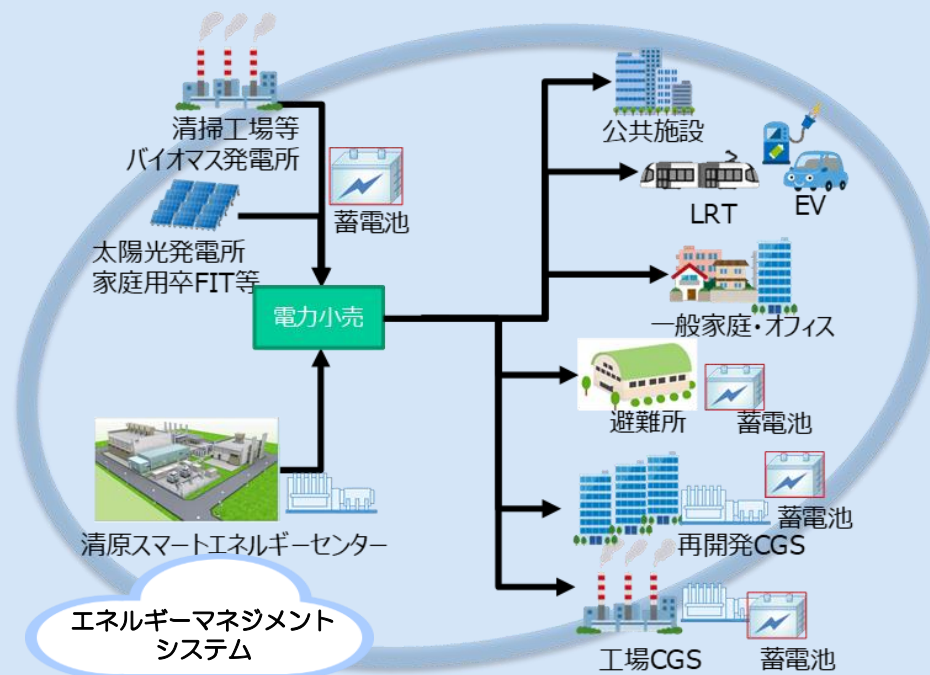 清掃工場等
バイオマス発電所
蓄電池
太陽光発電所
家庭用卒FIT等
電力小売
清原スマートエネルギーセンター
エネルギーマネジメント
システム
公共施設
LRT
EV
一般家庭・オフィス
避難所
蓄電池
蓄電池
再開発CGS
工場CGS
蓄電池